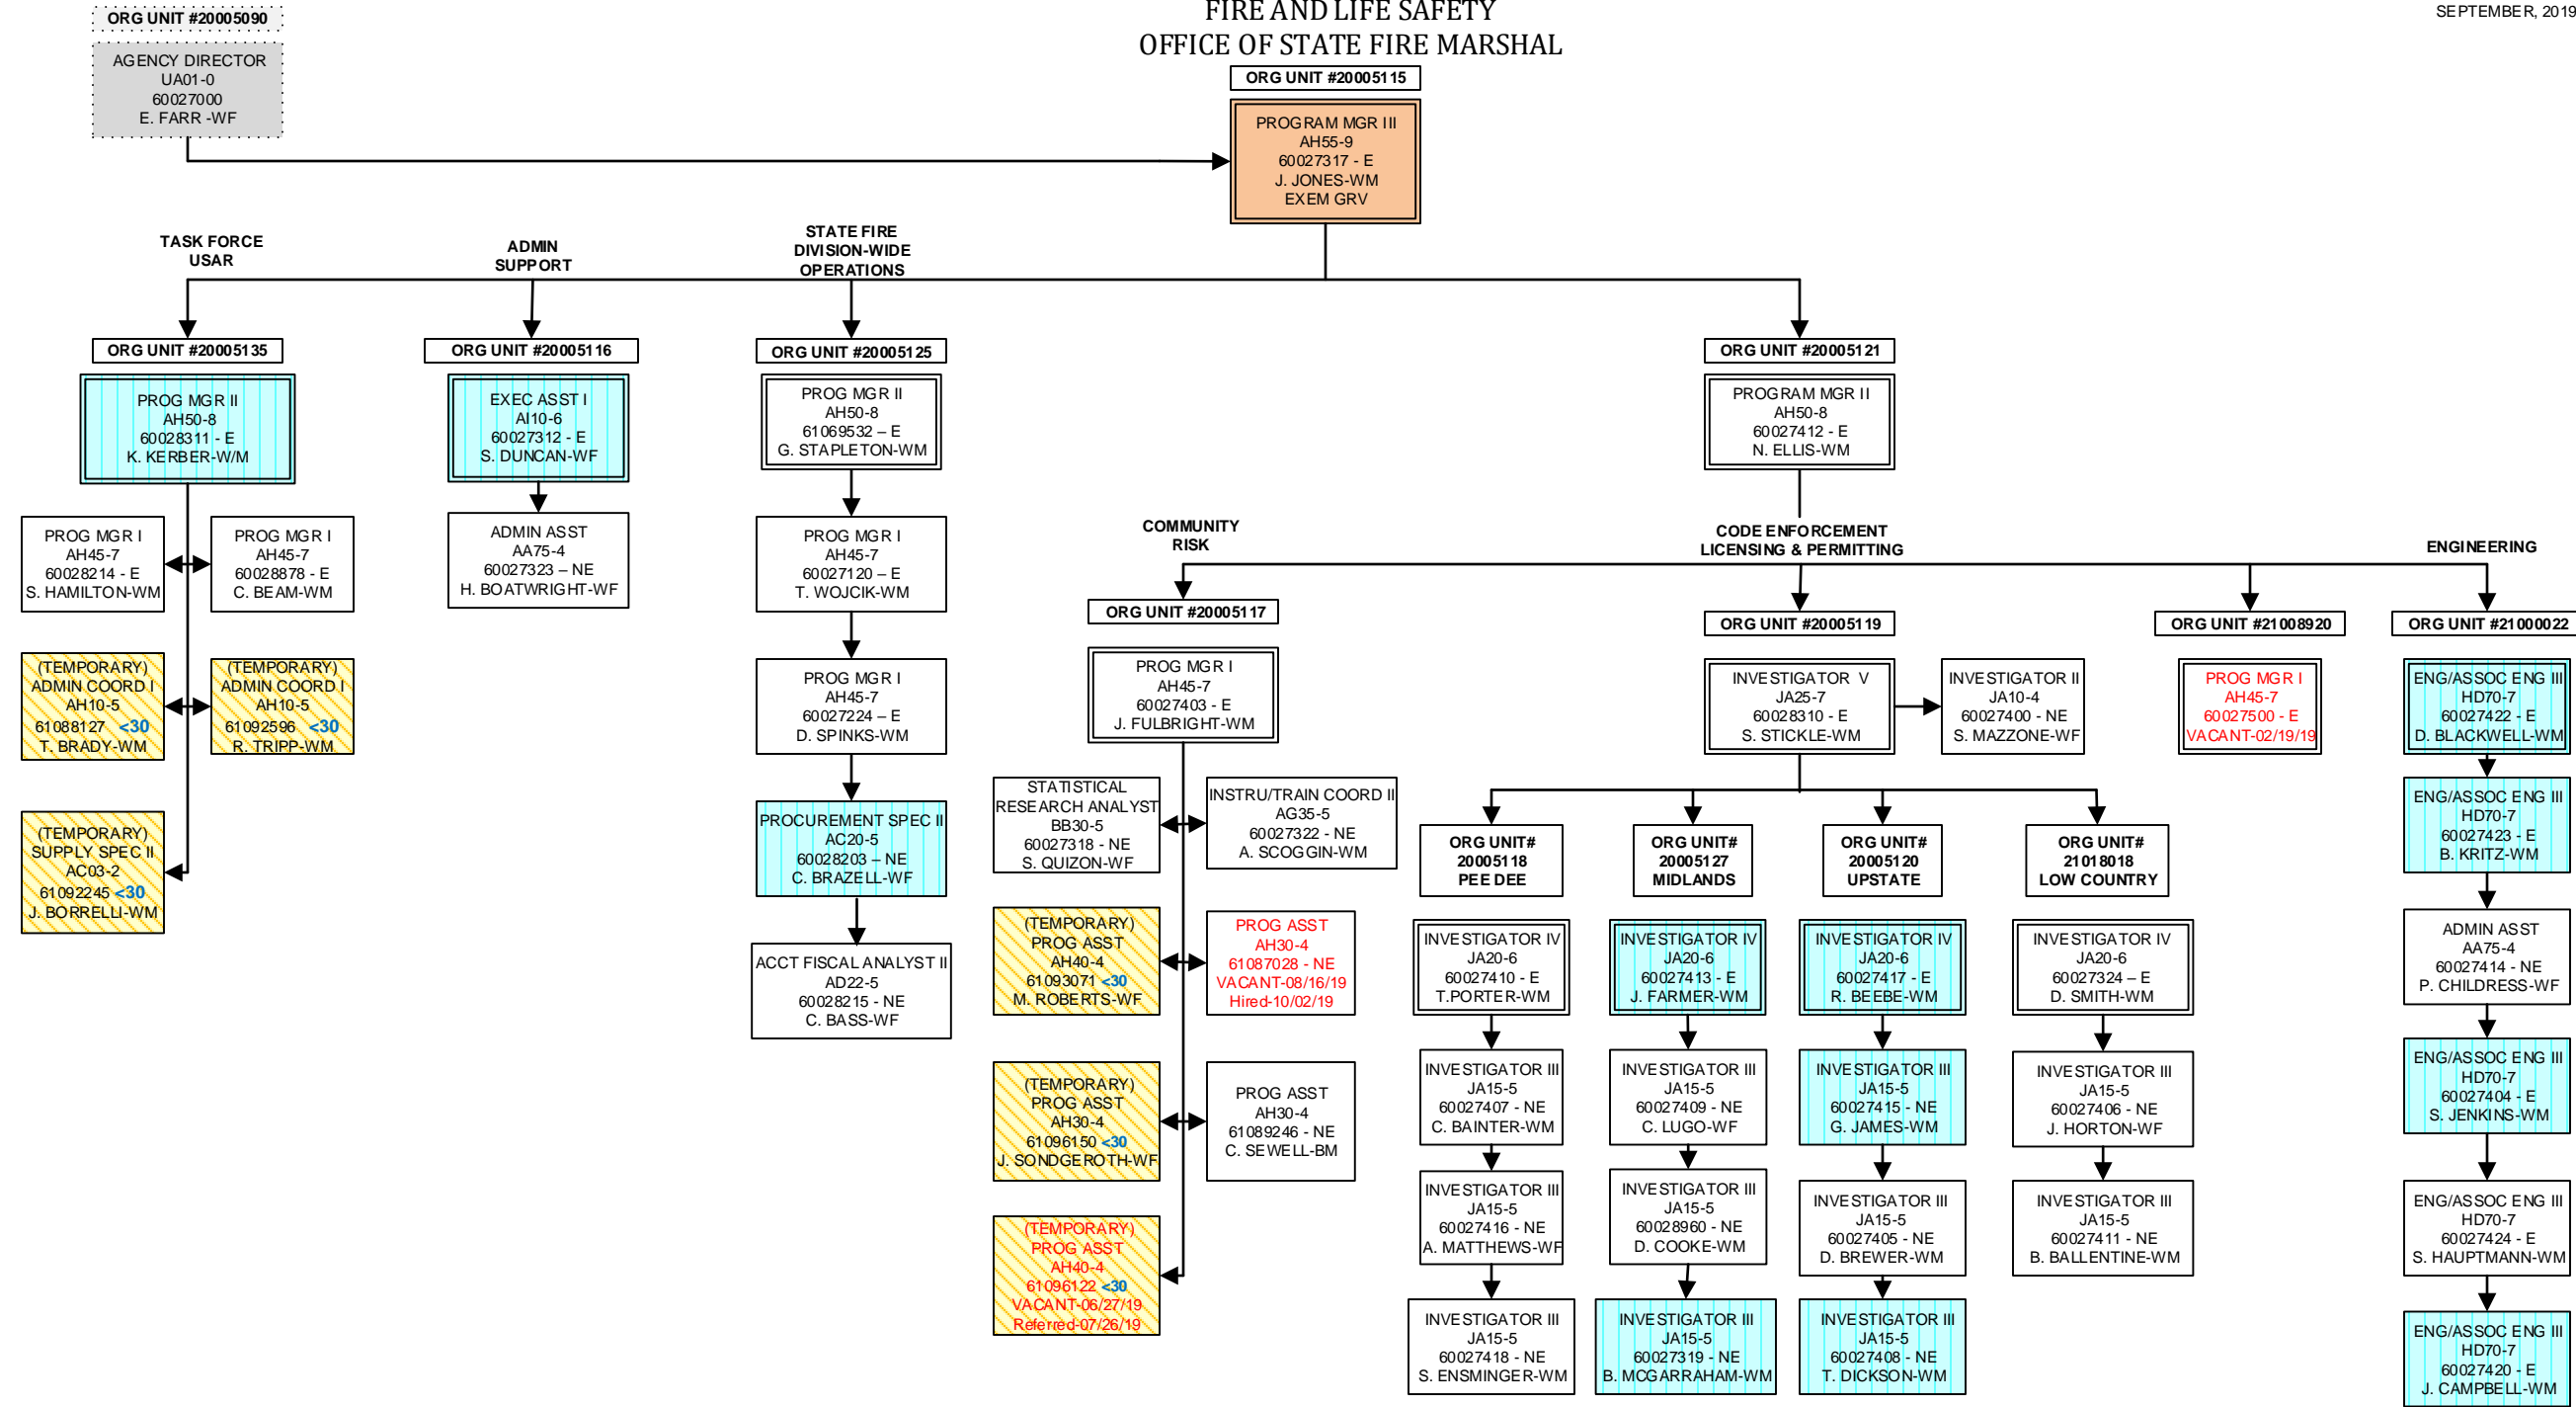 ORG UNIT #20005090
AGENCY DIRECTOR
UA01-0
60027000
E. FARR -WF
FIRE AND LIFE SAFETY
OFFICE OF STATE FIRE MARSHAL
SEPTEMBER, 2019
ORG UNIT #20005115
PROGRAM MGR III
AH55-9
60027317 - E
J. JONES-WM
EXEM GRV
TASK FORCE
USAR
ADMIN
SUPPORT
STATE FIRE
DIVISION-WIDE
OPERATIONS
ORG UNIT #20005135
PROG MGR II
AH50-8
60028311 - E
K. KERBER-W/M
PROG MGR I
AH45-7
60028214 - E
S. HAMILTON-WM
PROG MGR I
AH45-7
60028878 - E
C. BEAM-WM
(TEMPORARY)
ADMIN COORD I
AH10-5
61088127 <30
T. BRADY-WM
(TEMPORARY)
ADMIN COORD I
AH10-5
61092596 <30
R. TRIPP-WM
(TEMPORARY)
SUPPLY SPEC II
AC03-2
61092245 <30
J. BORRELLI-WM
ORG UNIT #20005116
EXEC ASST I
AI10-6
60027312 - E
S. DUNCAN-WF
ADMIN ASST
AA75-4
60027323 – NE
H. BOATWRIGHT-WF
ORG UNIT #20005125
PROG MGR II
AH50-8
61069532 – E
G. STAPLETON-WM
PROG MGR I
AH45-7
60027120 – E
T. WOJCIK-WM
PROG MGR I
AH45-7
60027224 – E
D. SPINKS-WM
PROCUREMENT SPEC II
AC20-5
60028203 – NE
C. BRAZELL-WF
ACCT FISCAL ANALYST II
AD22-5
60028215 - NE
C. BASS-WF
ORG UNIT #20005121
PROGRAM MGR II
AH50-8
60027412 - E
N. ELLIS-WM
COMMUNITY
RISK
CODE ENFORCEMENT
LICENSING & PERMITTING
ENGINEERING
ORG UNIT #20005117
PROG MGR I
AH45-7
60027403 - E
J. FULBRIGHT-WM
STATISTICAL
RESEARCH ANALYST
BB30-5
60027318 - NE
S. QUIZON-WF
INSTRU/TRAIN COORD II
AG35-5
60027322 - NE
A. SCOGGIN-WM
(TEMPORARY)
PROG ASST
AH40-4
61093071 <30
M. ROBERTS-WF
PROG ASST
AH30-4
61087028 - NE
VACANT-08/16/19
Hired-10/02/19
(TEMPORARY)
PROG ASST
AH30-4
61096150 <30
J. SONDGEROTH-WF
PROG ASST
AH30-4
61089246 - NE
C. SEWELL-BM
(TEMPORARY)
PROG ASST
AH40-4
61096122 <30
VACANT-06/27/19
Referred-07/26/19
ORG UNIT #20005119
INVESTIGATOR V
JA25-7
60028310 - E
S. STICKLE-WM
INVESTIGATOR II
JA10-4
60027400 - NE
S. MAZZONE-WF
ORG UNIT#
20005118
PEE DEE
INVESTIGATOR IV
JA20-6
60027410 - E
T.PORTER-WM
INVESTIGATOR III
JA15-5
60027407 - NE
C. BAINTER-WM
INVESTIGATOR III
JA15-5
60027416 - NE
A. MATTHEWS-WF
INVESTIGATOR III
JA15-5
60027418 - NE
S. ENSMINGER-WM
ORG UNIT#
20005127
MIDLANDS
INVESTIGATOR IV
JA20-6
60027413 - E
J. FARMER-WM
INVESTIGATOR III
JA15-5
60027409 - NE
C. LUGO-WF
INVESTIGATOR III
JA15-5
60028960 - NE
D. COOKE-WM
INVESTIGATOR III
JA15-5
60027319 - NE
B. MCGARRAHAM-WM
ORG UNIT#
20005120
UPSTATE
INVESTIGATOR IV
JA20-6
60027417 - E
R. BEEBE-WM
INVESTIGATOR III
JA15-5
60027415 - NE
G. JAMES-WM
INVESTIGATOR III
JA15-5
60027405 - NE
D. BREWER-WM
INVESTIGATOR III
JA15-5
60027408 - NE
T. DICKSON-WM
ORG UNIT#
21018018
LOW COUNTRY
INVESTIGATOR IV
JA20-6
60027324 – E
D. SMITH-WM
INVESTIGATOR III
JA15-5
60027406 - NE
J. HORTON-WF
INVESTIGATOR III
JA15-5
60027411 - NE
B. BALLENTINE-WM
ORG UNIT #21008920
PROG MGR I
AH45-7
60027500 - E
VACANT-02/19/19
ORG UNIT #21000022
ENG/ASSOC ENG III
HD70-7
60027422 - E
D. BLACKWELL-WM
ENG/ASSOC ENG III
HD70-7
60027423 - E
B. KRITZ-WM
ADMIN ASST
AA75-4
60027414 - NE
P. CHILDRESS-WF
ENG/ASSOC ENG III
HD70-7
60027404 - E
S. JENKINS-WM
ENG/ASSOC ENG III
HD70-7
60027424 - E
S. HAUPTMANN-WM
ENG/ASSOC ENG III
HD70-7
60027420 - E
J. CAMPBELL-WM